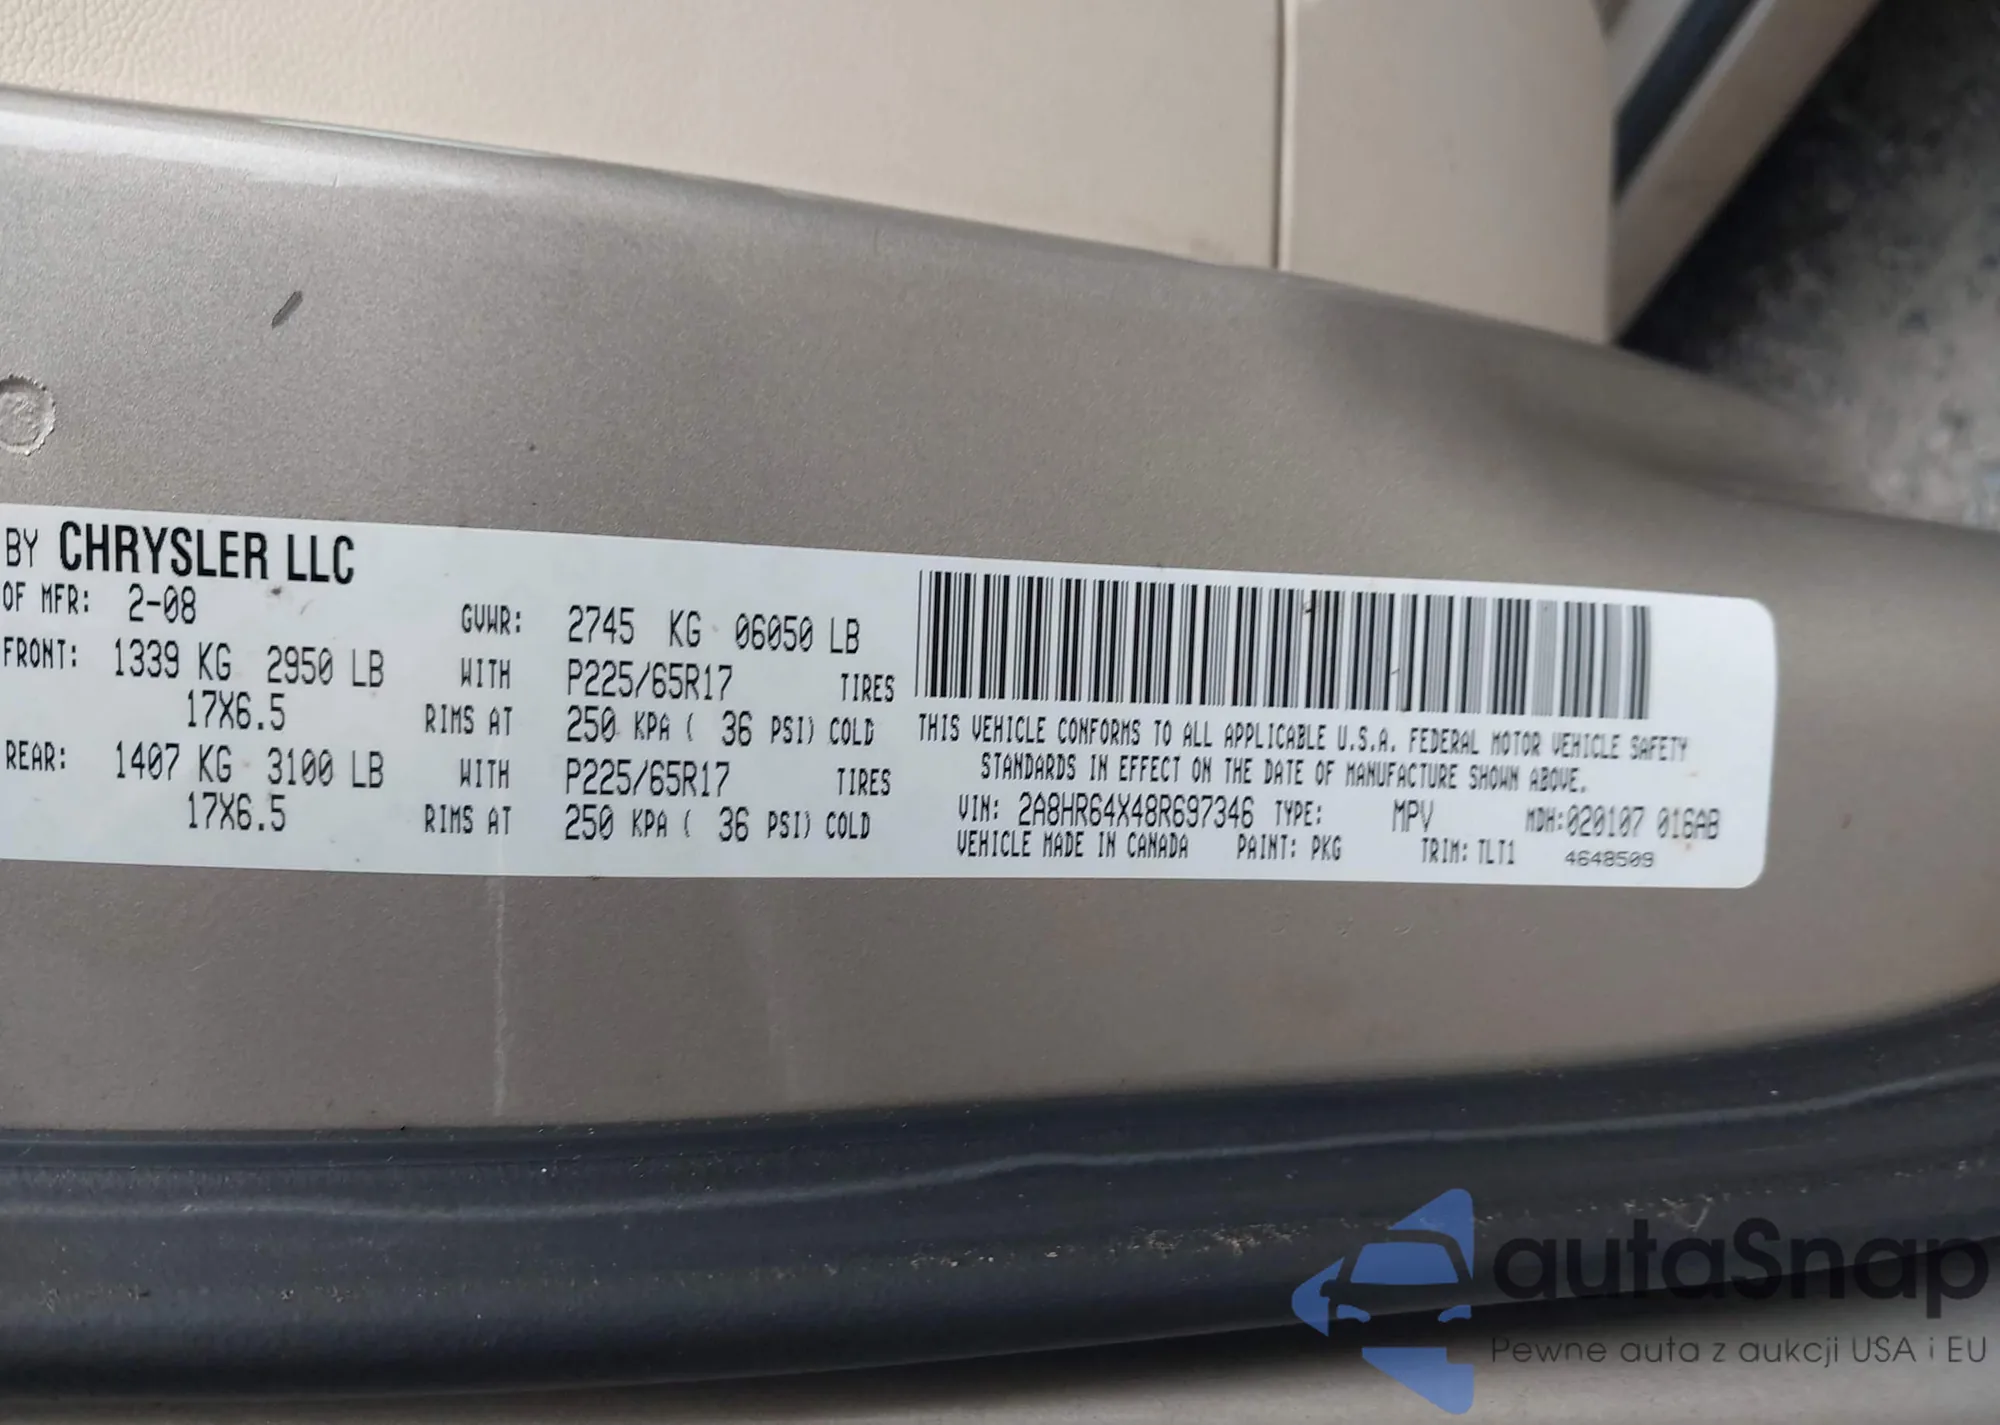 BY CHRYSLER LLC
OF MFR: 2-08 GVWR: 2745 KG 06050 LB
FRONT: 1339 KG 2950 LB WITH P225/65R17 TIRES
17X6.5 RIMS AT 250 KPA ( 36 PSI) COLD
REAR: 1407 KG 3100 LB WITH P225/65R17 TIRES
17X6.5 RIMS AT 250 KPA ( 36 PSI) COLD
THIS VEHICLE CONFORMS TO ALL APPLICABLE U.S.A. FEDERAL MOTOR VEHICLE SAFETY
STANDARDS IN EFFECT ON THE DATE OF MANUFACTURE SHOWN ABOVE.
VIN: 2A8HR64X48R697346 TYPE: MPV MDH:020107 016AB
VEHICLE MADE IN CANADA PAINT: PKG TRIM: TLT1 4648509
autaSnap
Pewne auta z aukcji USA i EU